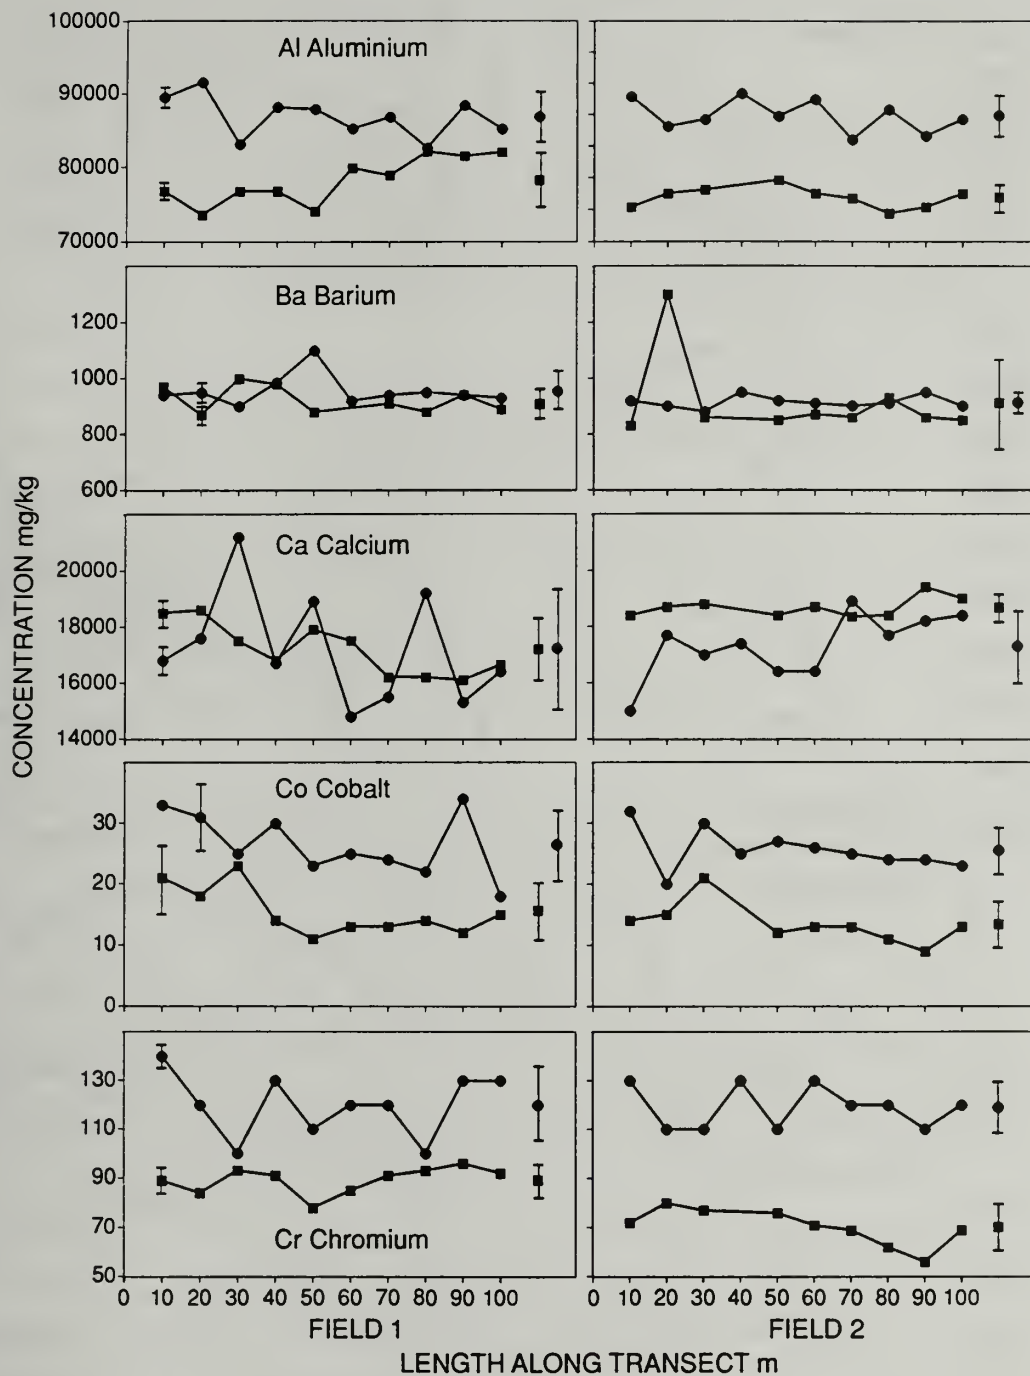 100000
Al Aluminium
90000
80000
70000
Ba Barium
1200
1000
800
600
Ca Calcium
20000
18000
16000
14000
Co Cobalt
30
20
10
0
130
110
90
70
Cr Chromium
50
0 10 20 30 40 50 60 70 80 90 100
0 10 20 30 40 50 60 70 80 90 100
FIELD 1
FIELD 2
LENGTH ALONG TRANSECT m
CONCENTRATION mg/kg